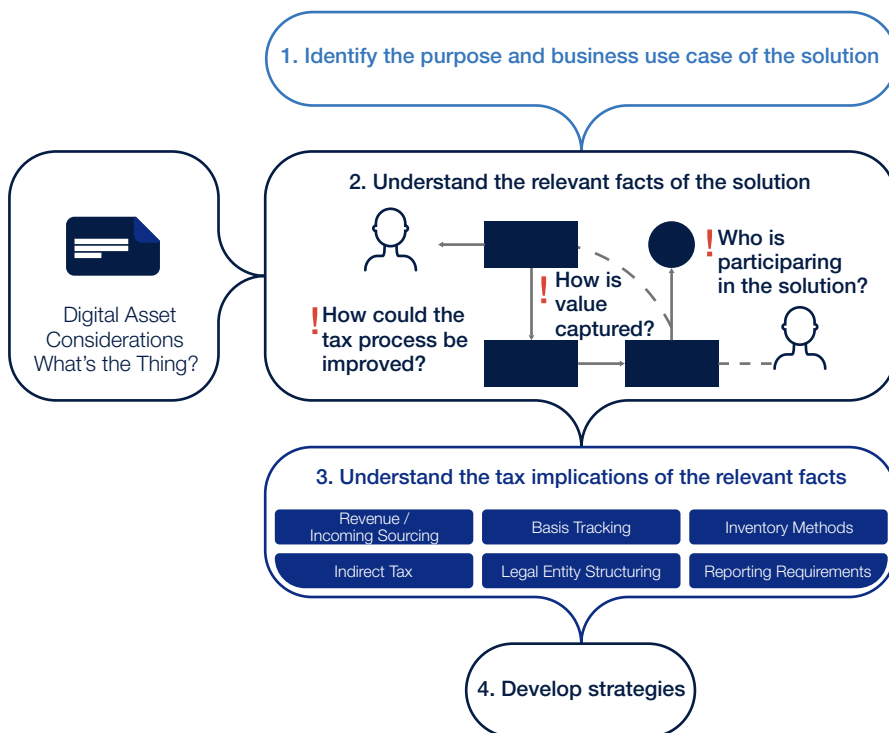 1. Identify the purpose and business use case of the solution
Digital Asset
Considerations
What's the Thing?
2. Understand the relevant facts of the solution
! How could the
tax process be
improved?
! How is
value
captured?
! Who is
participaring
in the solution?
3. Understand the tax implications of the relevant facts
Revenue /
Incoming Sourcing
Basis Tracking
Inventory Methods
Indirect Tax
Legal Entity Structuring
Reporting Requirements
4. Develop strategies